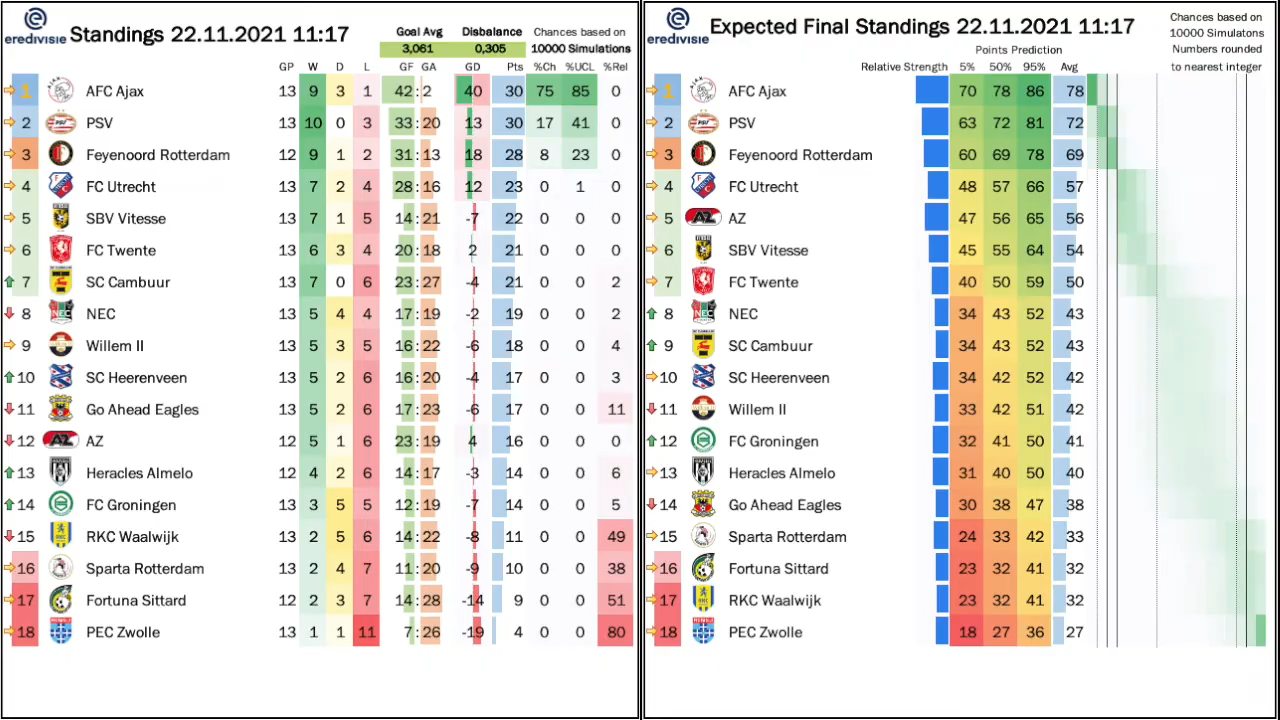 eredivisie Standings 22.11.2021 11:17
Goal Avg Disbalance Chances based on
3,061 0,305 10000 Simulations
GP W D L GF GA GD Pts %Ch %UCL %Rel
1 AFC Ajax 13 9 3 1 42:2 40 30 75 85 0
2 PSV 13 10 0 3 33:20 13 30 17 41 0
3 Feyenoord Rotterdam 12 9 1 2 31:13 18 28 8 23 0
4 FC Utrecht 13 7 2 4 28:16 12 23 0 1 0
5 SBV Vitesse 13 7 1 5 14:21 -7 22 0 0 0
6 FC Twente 13 6 3 4 20:18 2 21 0 0 0
7 SC Cambuur 13 7 0 6 23:27 -4 21 0 0 2
8 NEC 13 5 4 4 17:19 -2 19 0 0 2
9 Willem II 13 5 3 5 16:22 -6 18 0 0 4
10 SC Heerenveen 13 5 2 6 16:20 -4 17 0 0 3
11 Go Ahead Eagles 13 5 2 6 17:23 -6 17 0 0 11
12 AZ 12 5 1 6 23:19 4 16 0 0 0
13 Heracles Almelo 12 4 2 6 14:17 -3 14 0 0 6
14 FC Groningen 13 3 5 5 12:19 -7 14 0 0 5
15 RKC Waalwijk 13 2 5 6 14:22 -8 11 0 0 49
16 Sparta Rotterdam 13 2 4 7 11:20 -9 10 0 0 38
17 Fortuna Sittard 12 2 3 7 14:28 -14 9 0 0 51
18 PEC Zwolle 13 1 1 11 7:26 -19 4 0 0 80
eredivisie Expected Final Standings 22.11.2021 11:17
Chances based on
10000 Simulatons
Numbers rounded
to nearest integer
Points Prediction
Relative Strength 5% 50% 95% Avg
1 AFC Ajax 70 78 86 78
2 PSV 63 72 81 72
3 Feyenoord Rotterdam 60 69 78 69
4 FC Utrecht 48 57 66 57
5 AZ 47 56 65 56
6 SBV Vitesse 45 55 64 54
7 FC Twente 40 50 59 50
8 NEC 34 43 52 43
9 SC Cambuur 34 43 52 43
10 SC Heerenveen 34 42 52 42
11 Willem II 33 42 51 42
12 FC Groningen 32 41 50 41
13 Heracles Almelo 31 40 50 40
14 Go Ahead Eagles 30 38 47 38
15 Sparta Rotterdam 24 33 42 33
16 Fortuna Sittard 23 32 41 32
17 RKC Waalwijk 23 32 41 32
18 PEC Zwolle 18 27 36 27